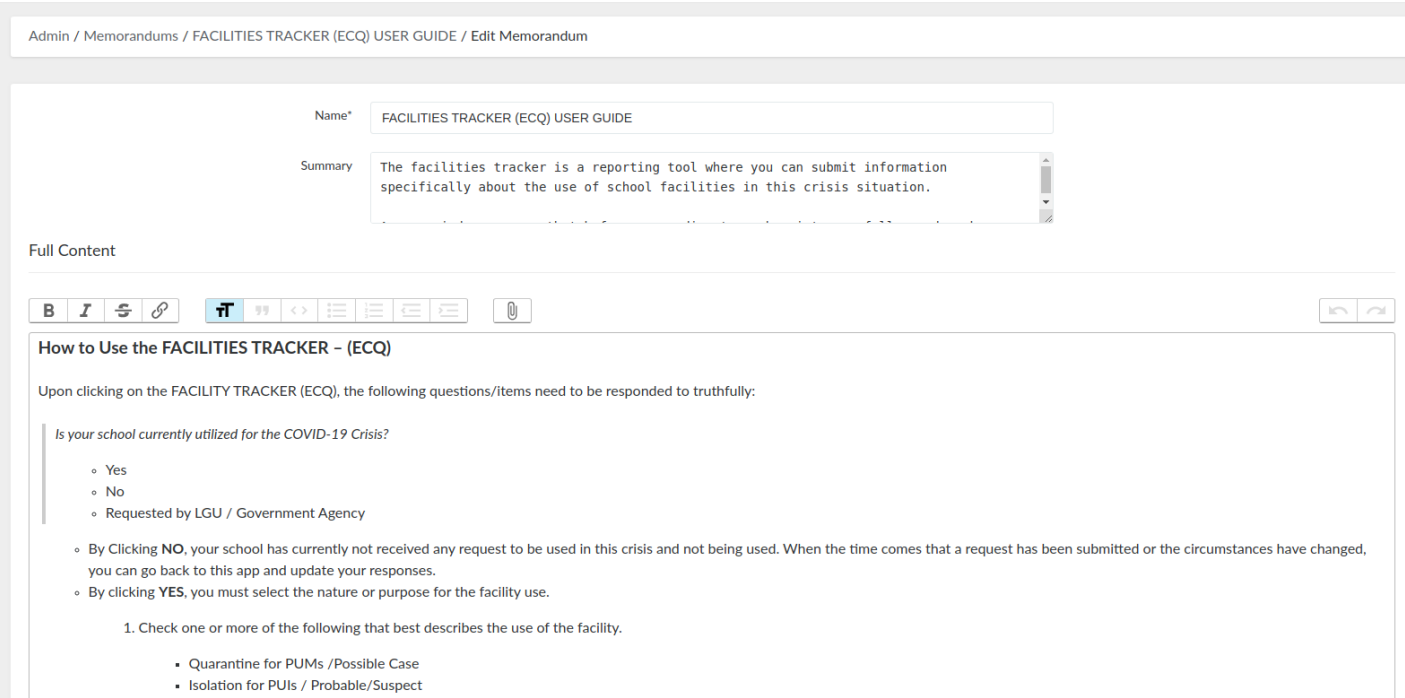 Admin / Memorandums / FACILITIES TRACKER (ECQ) USER GUIDE / Edit Memorandum
Name*
FACILITIES TRACKER (ECQ) USER GUIDE
Summary
The facilities tracker is a reporting tool where you can submit information
specifically about the use of school facilities in this crisis situation.
Full Content
How to Use the FACILITIES TRACKER – (ECQ)
Upon clicking on the FACILITY TRACKER (ECQ), the following questions/items need to be responded to truthfully:
Is your school currently utilized for the COVID-19 Crisis?
Yes
No
Requested by LGU / Government Agency
By Clicking NO, your school has currently not received any request to be used in this crisis and not being used. When the time comes that a request has been submitted or the circumstances have changed,
you can go back to this app and update your responses.
By clicking YES, you must select the nature or purpose for the facility use.
1. Check one or more of the following that best describes the use of the facility.
Quarantine for PUMs /Possible Case
Isolation for PUIs / Probable/Suspect